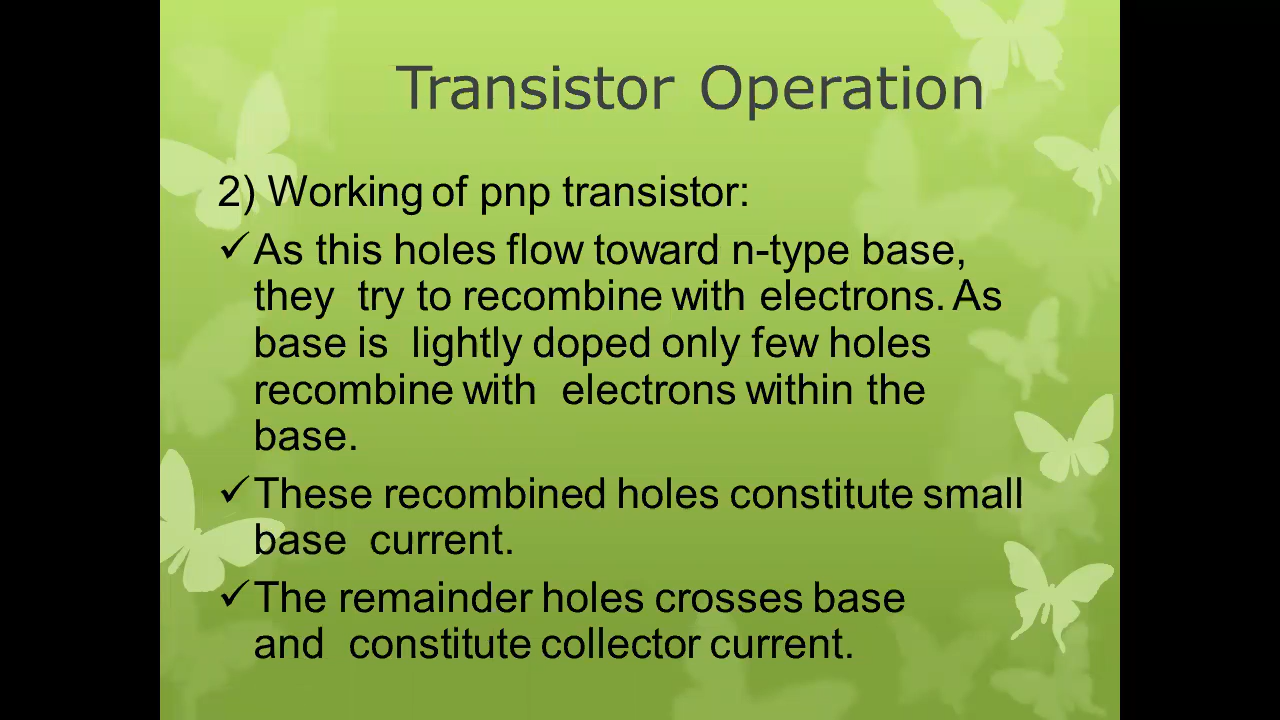 Transistor Operation
2) Working of pnp transistor:
✓As this holes flow toward n-type base,
they try to recombine with electrons. As
base is lightly doped only few holes
recombine with electrons within the
base.
✓These recombined holes constitute small
base current.
✓The remainder holes crosses base
and constitute collector current.